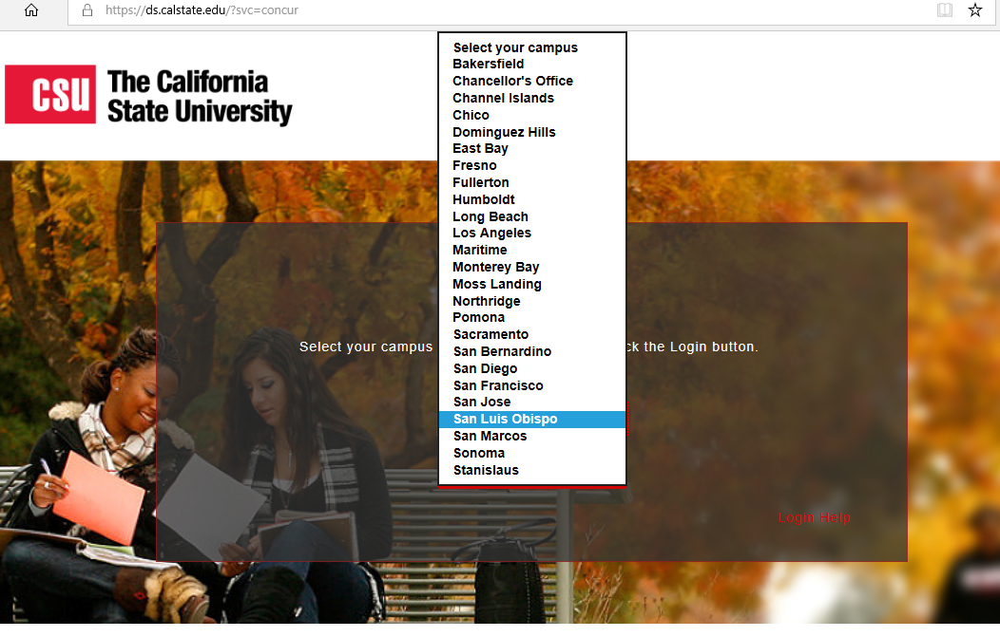 https://ds.calstate.edu/?svc=concur
CSU
The California
State University
Select your campus
Bakersfield
Chancellor's Office
Channel Islands
Chico
Dominguez Hills
East Bay
Fresno
Fullerton
Humboldt
Long Beach
Los Angeles
Maritime
Monterey Bay
Moss Landing
Northridge
Pomona
Sacramento
San Bernardino
San Diego
San Francisco
San Jose
San Luis Obispo
San Marcos
Sonoma
Stanislaus
Select your campus ck the Login button.
Login Help